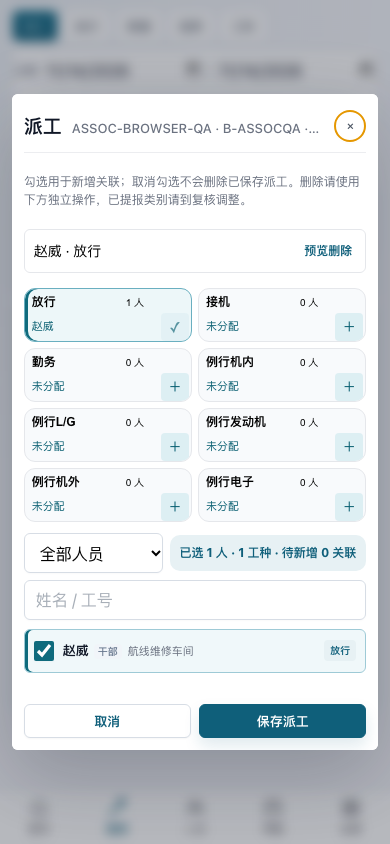 派工 ASSOC-BROWSER-QA · B-ASSOCQA ·... ×
勾选用于新增关联；取消勾选不会删除已保存派工。删除请使用
下方独立操作，已提报类别请到复核调整。
赵威 · 放行 预览删除
放行 1 人
赵威 ✓
接机 0 人
未分配 +
勤务 0 人
未分配 +
例行机内 0 人
未分配 +
例行L/G 0 人
未分配 +
例行发动机 0 人
未分配 +
例行机外 0 人
未分配 +
例行电子 0 人
未分配 +
全部人员
已选 1 人 · 1 工种 · 待新增 0 关联
姓名 / 工号
赵威 干部 航线维修车间 放行
取消 保存派工